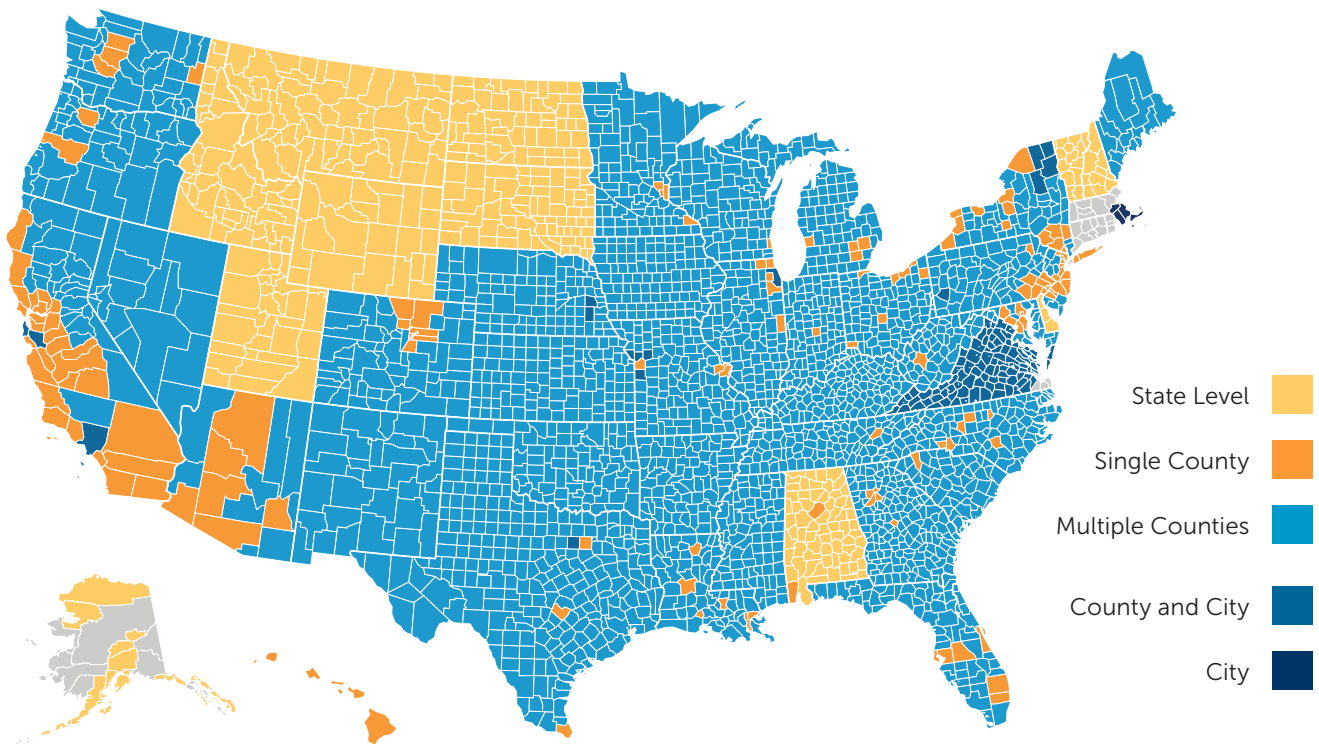 State Level
Single County
Multiple Counties
County and City
City